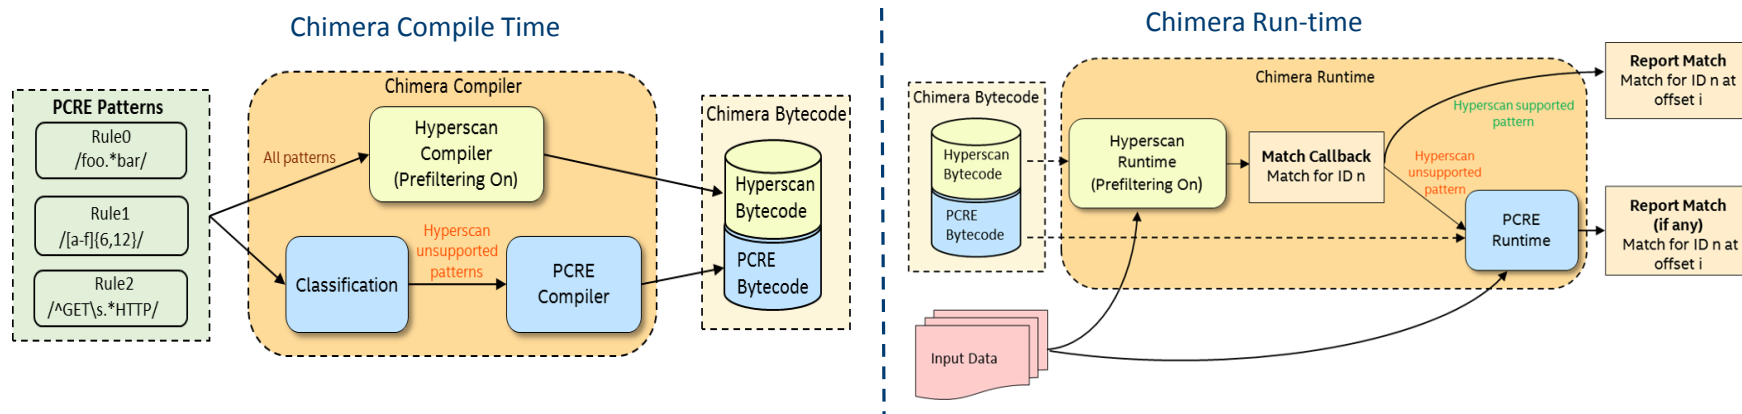 Chimera Compile Time
PCRE Patterns
Rule0
/foo.*bar/
Rule1
/[a-f]{6,12}/
Rule2
/^GET\s.*HTTP/
All patterns
Chimera Compiler
Hyperscan
Compiler
(Prefiltering On)
Classification
Hyperscan
unsupported
patterns
PCRE
Compiler
Chimera Bytecode
Hyperscan
Bytecode
PCRE
Bytecode
Chimera Run-time
Chimera Bytecode
Hyperscan
Bytecode
PCRE
Bytecode
Input Data
Chimera Runtime
Hyperscan
Runtime
(Prefiltering On)
Match Callback
Match for ID n
Hyperscan supported
pattern
Hyperscan
unsupported
pattern
PCRE
Runtime
Report Match
Match for ID n at
offset i
Report Match
(if any)
Match for ID n at
offset i